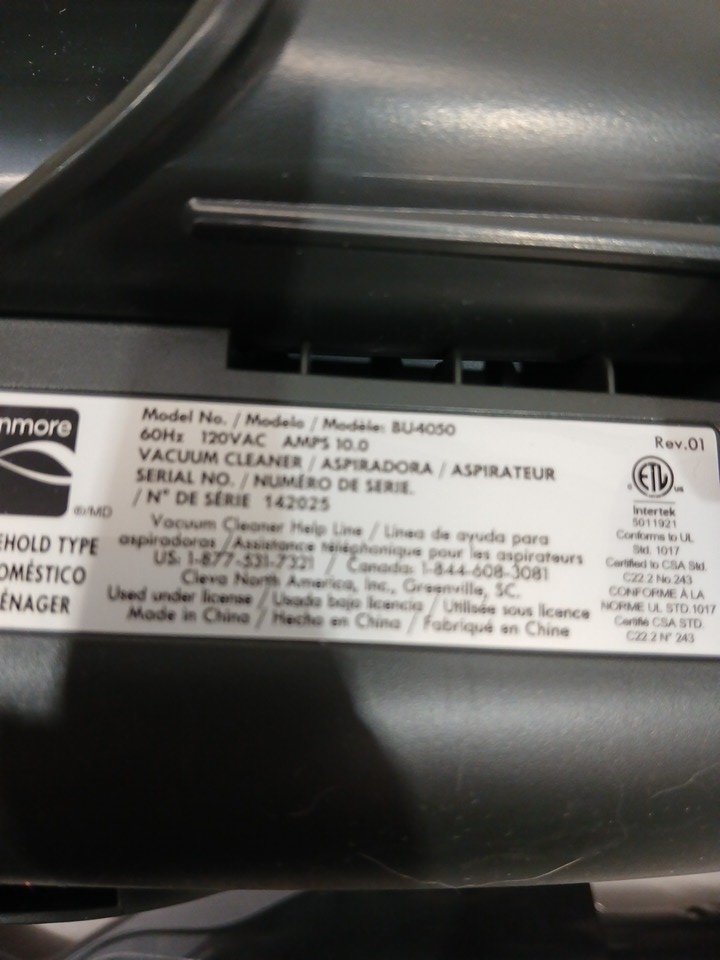 nmore
®/MD
EHOLD TYPE
OMÉSTICO
ÉNAGER
Model No. / Modelo / Modèle: BU4050
60Hz 120VAC AMPS 10.0
VACUUM CLEANER / ASPIRADORA / ASPIRATEUR
SERIAL NO. / NUMÉRO DE SERIE.
/ N° DE SÉRIE 142025
Vacuum Cleaner Help Line / Linea de ayuda para
aspiradoras / Assistance téléphonique pour les aspirateurs
US: 1-877-531-7321 / Canada: 1-844-608-3081
Cleva North America, Inc., Greenville, SC.
Used under license / Usado bajo licencia / Utilisée sous licence
Made in China / Hecho en China / Fabriqué en Chine
Rev.01
ETL
us
Intertek
5011921
Conforms to UL
Std. 1017
Certified to CSA Std.
C22.2 No 243
CONFORME À LA
NORME UL STD 1017
Certifié CSA STD.
C22.2 N° 243